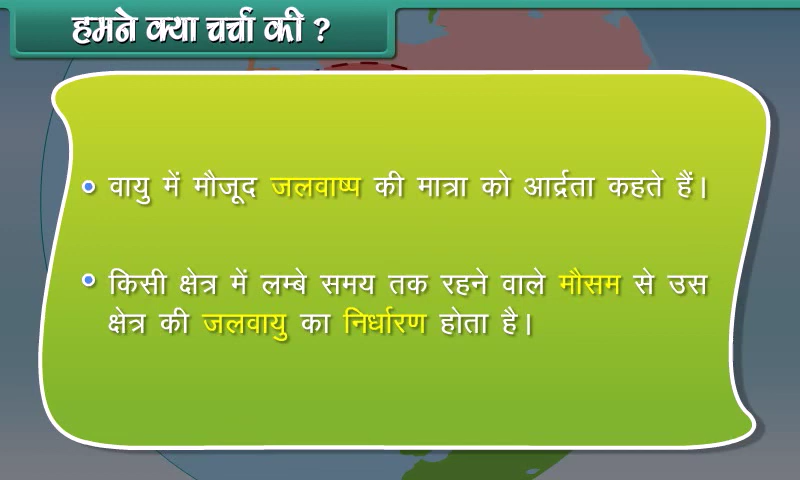 हमने क्या चर्चा की ?
वायु में मौजूद जलवाष्प की मात्रा को आर्द्रता कहते हैं।
किसी क्षेत्र में लम्बे समय तक रहने वाले मौसम से उस
क्षेत्र की जलवायु का निर्धारण होता है।